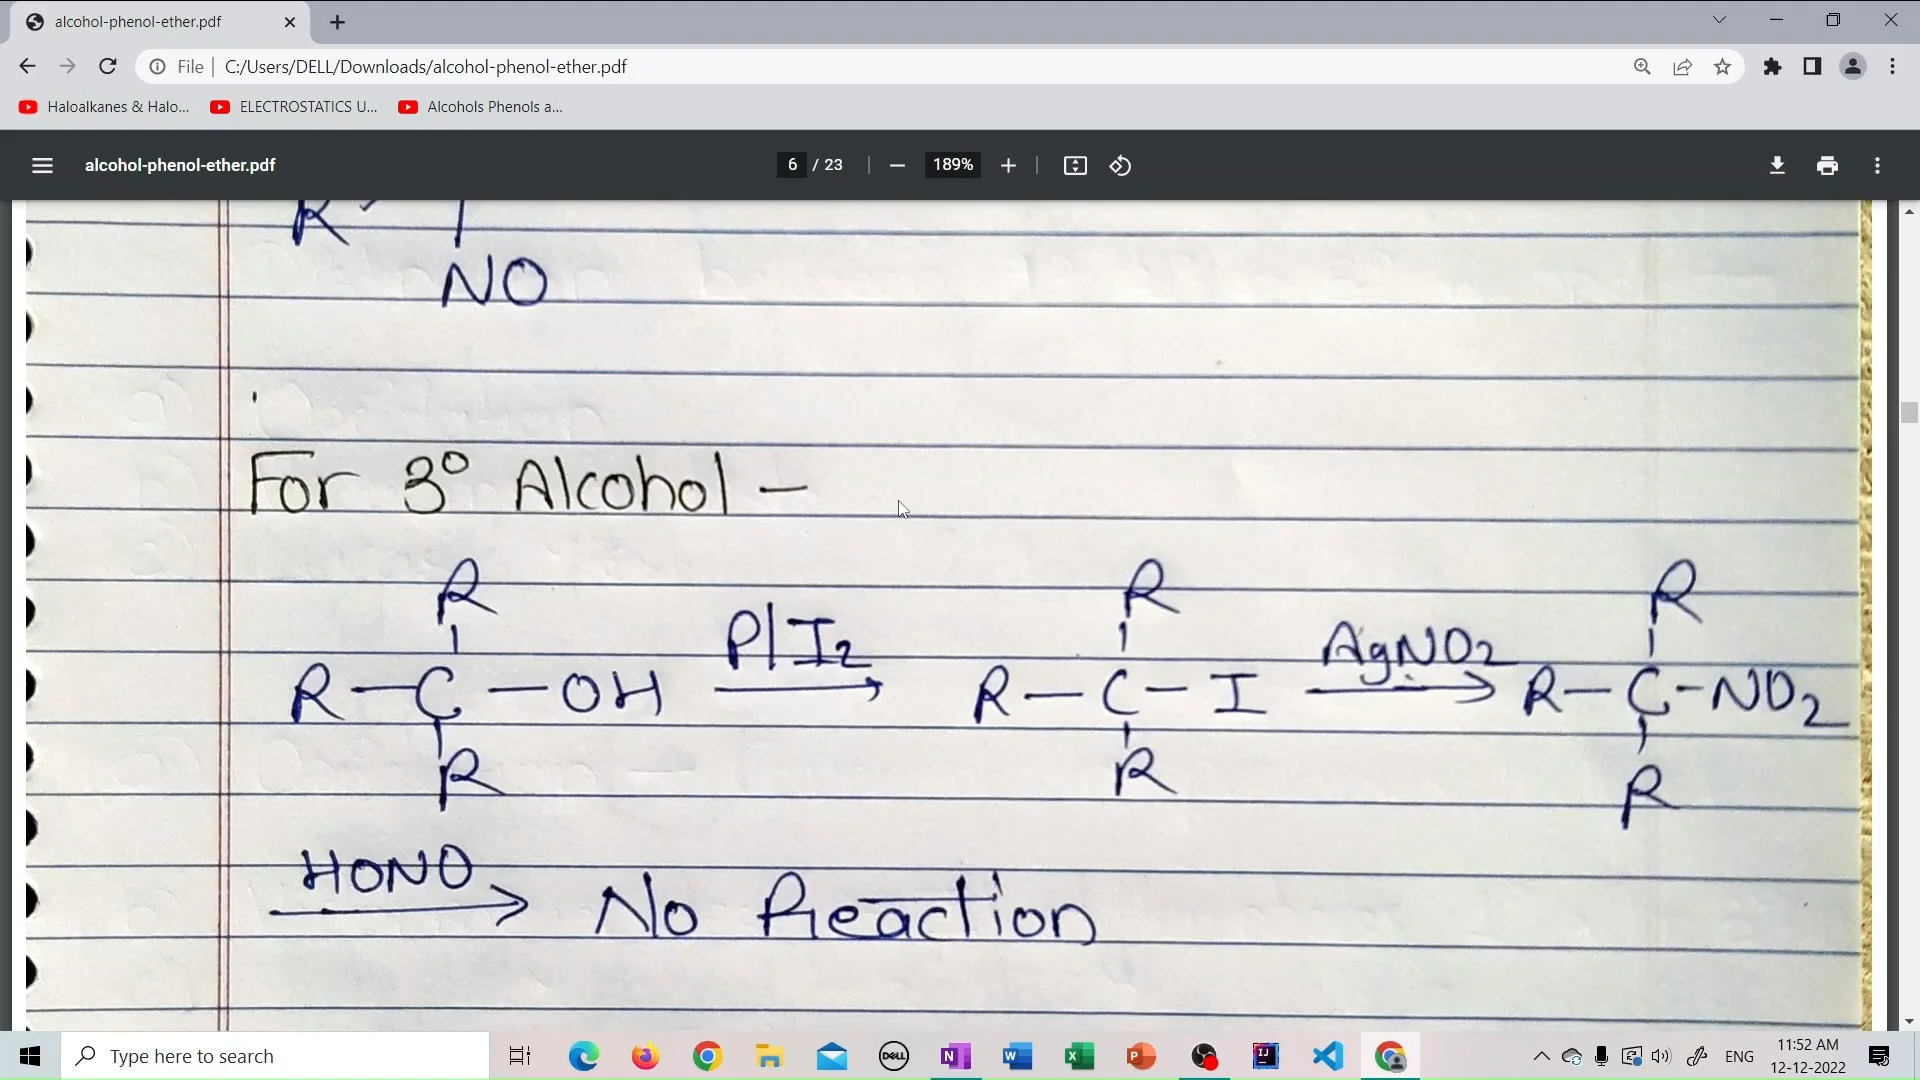 alcohol-phenol-ether.pdf
File | C:/Users/DELL/Downloads/alcohol-phenol-ether.pdf
Haloalkanes & Halo... ELECTROSTATICS U... Alcohols Phenols a...
alcohol-phenol-ether.pdf 6 / 23 189%
R
NO
For 3° Alcohol –
R R R
R–C–OH P/I2 → R–C–I AgNO2 → R–C–NO2
R R R
HONO → No Reaction
Type here to search DELL ENG 11:52 AM
12-12-2022